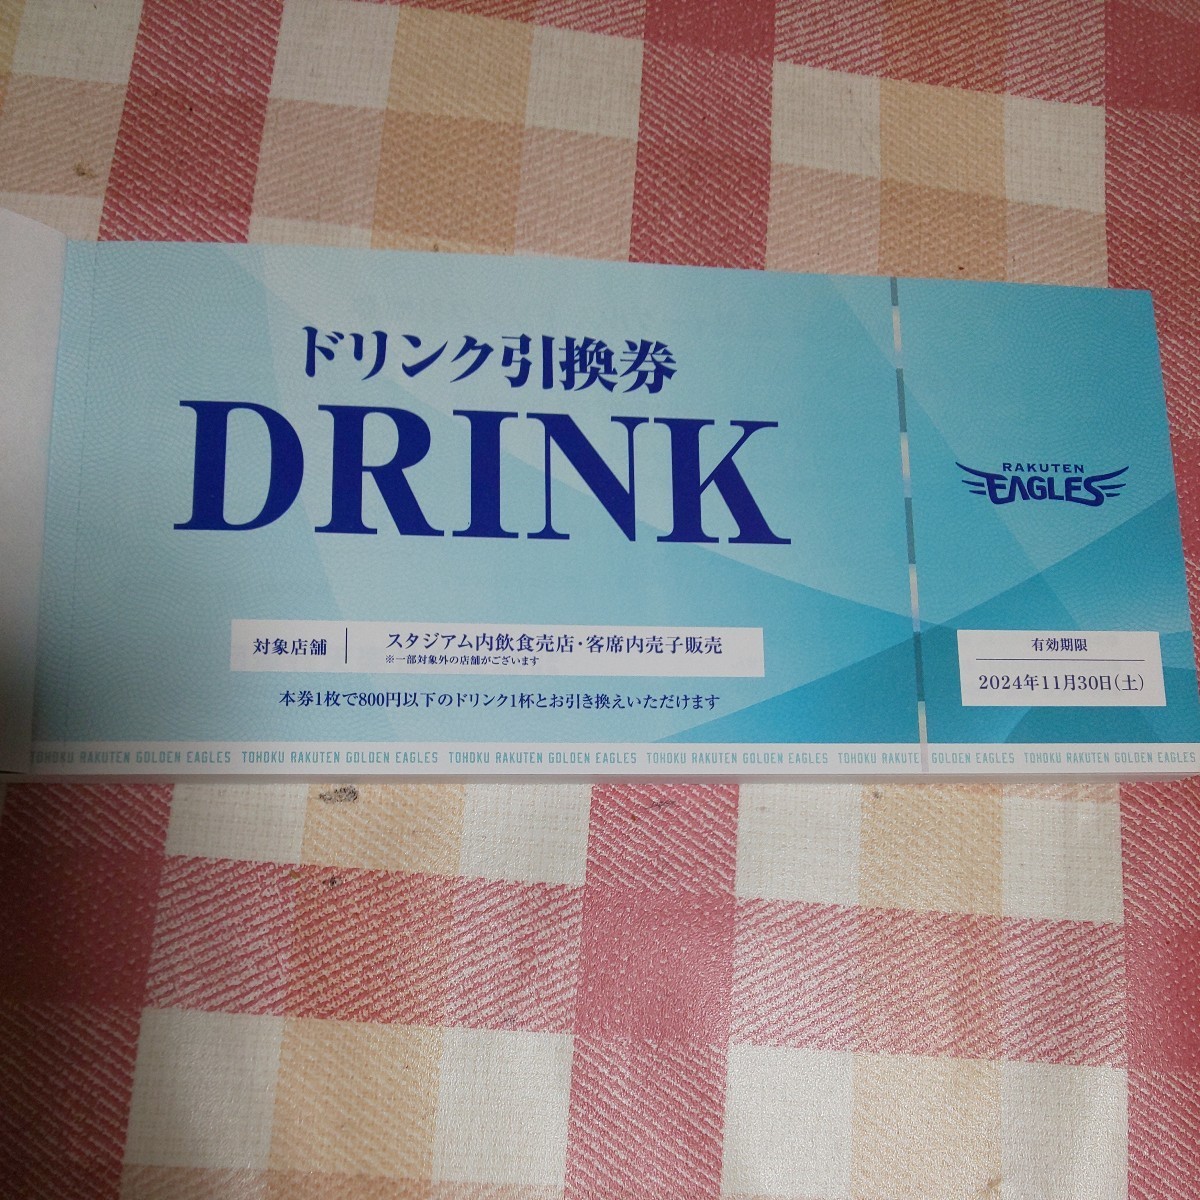 ドリンク引換券
DRINK
RAKUTEN
EAGLES
対象店舗
スタジアム内飲食売店・客席内売子販売
※一部対象外の店舗がございます
本券1枚で800円以下のドリンク1杯とお引き換えいただけます
有効期限
2024年11月30日(土)
TOHOKU RAKUTEN GOLDEN EAGLES TOHOKU RAKUTEN GOLDEN EAGLES TOHOKU RAKUTEN GOLDEN EAGLES TOHOKU RAKUTEN GOLDEN EAGLES TOHOKU RAKUTE GOLDEN EAGLES TOHOKU RAKUTEN GOLDEN EAGLES